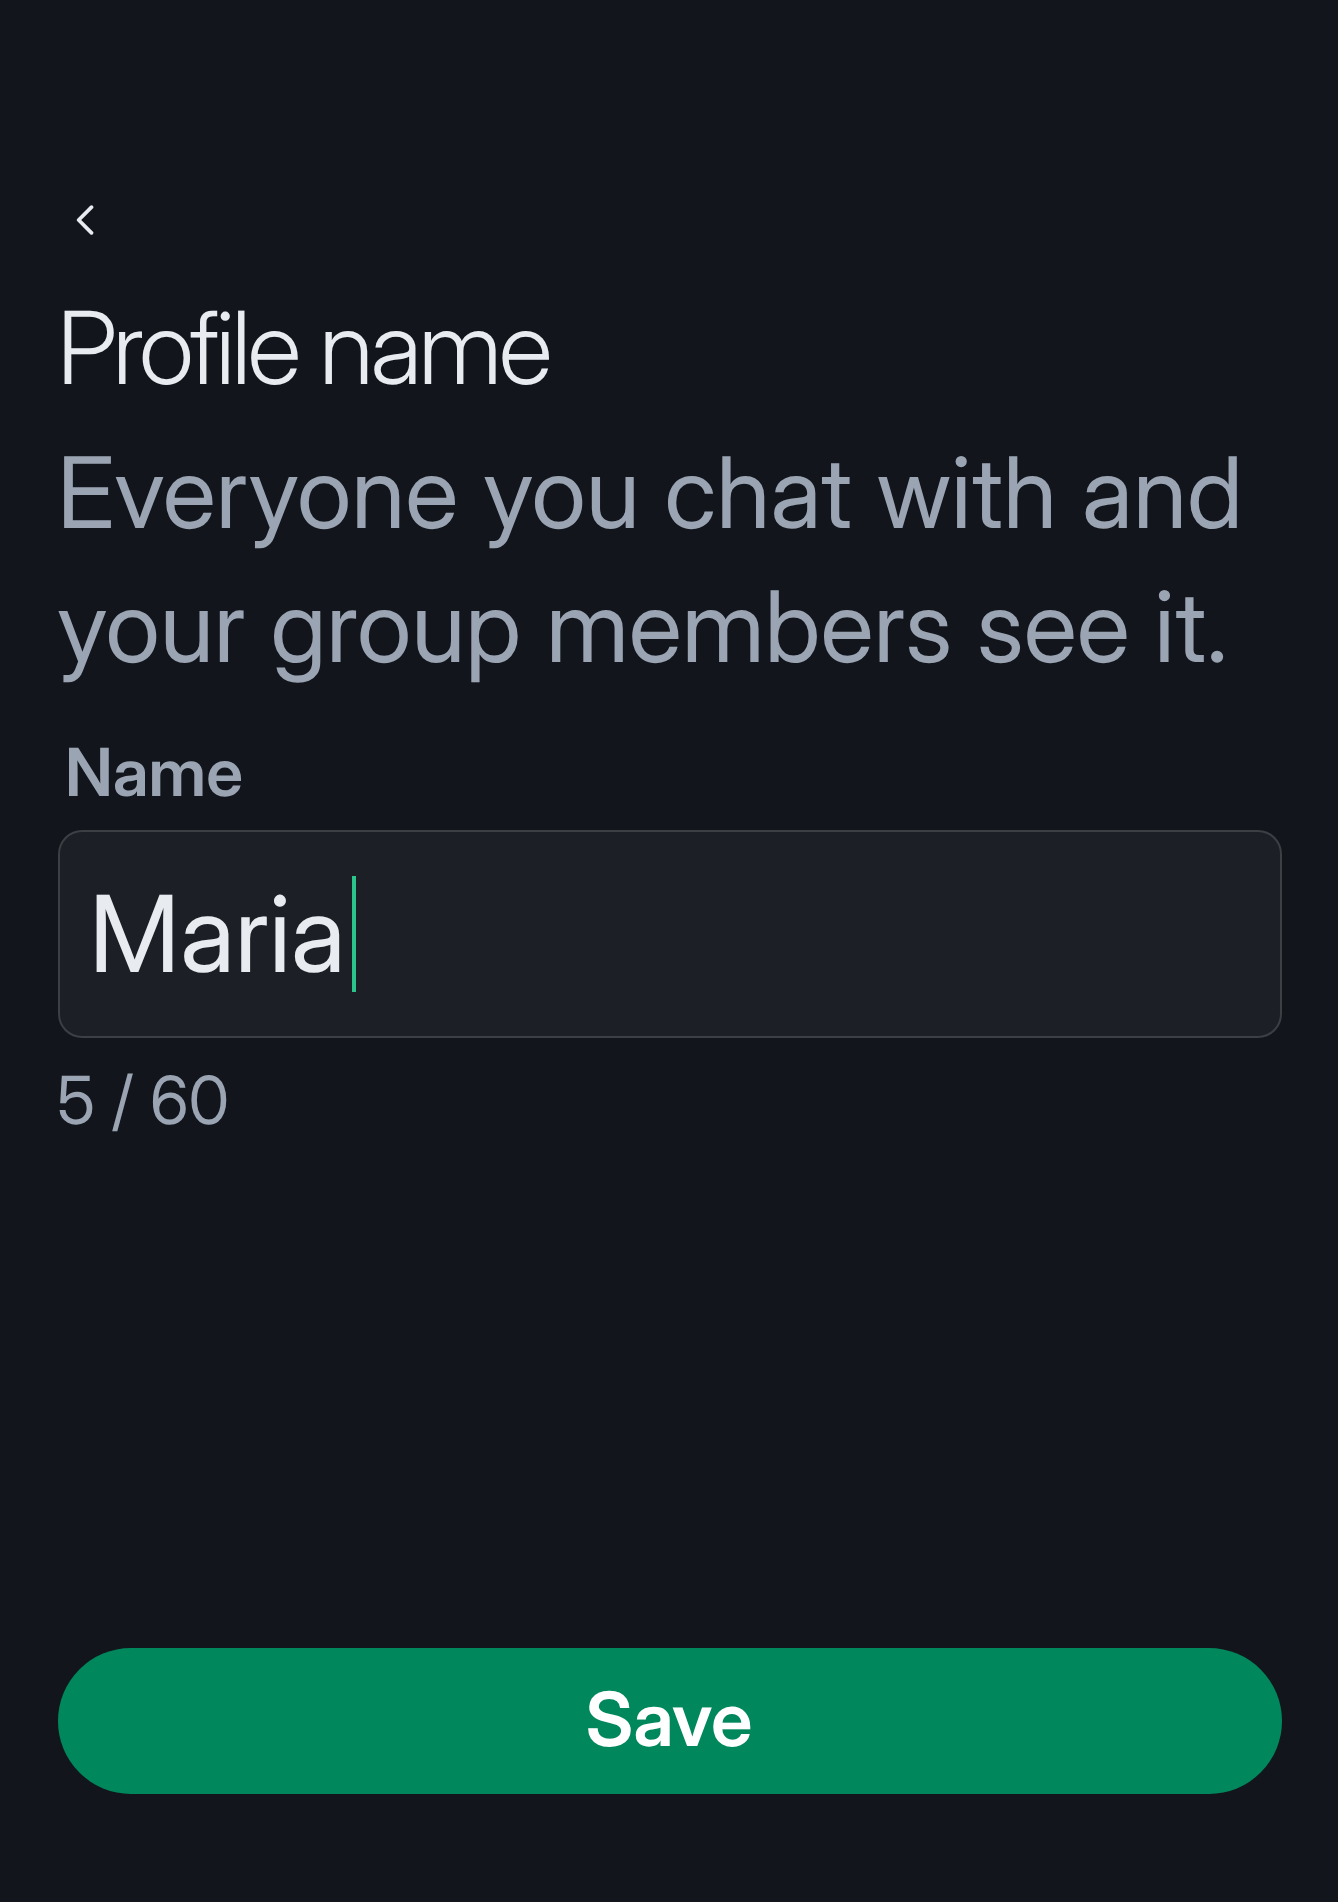 Profile name
Everyone you chat with and
your group members see it.
Name
Maria
5 / 60
Save